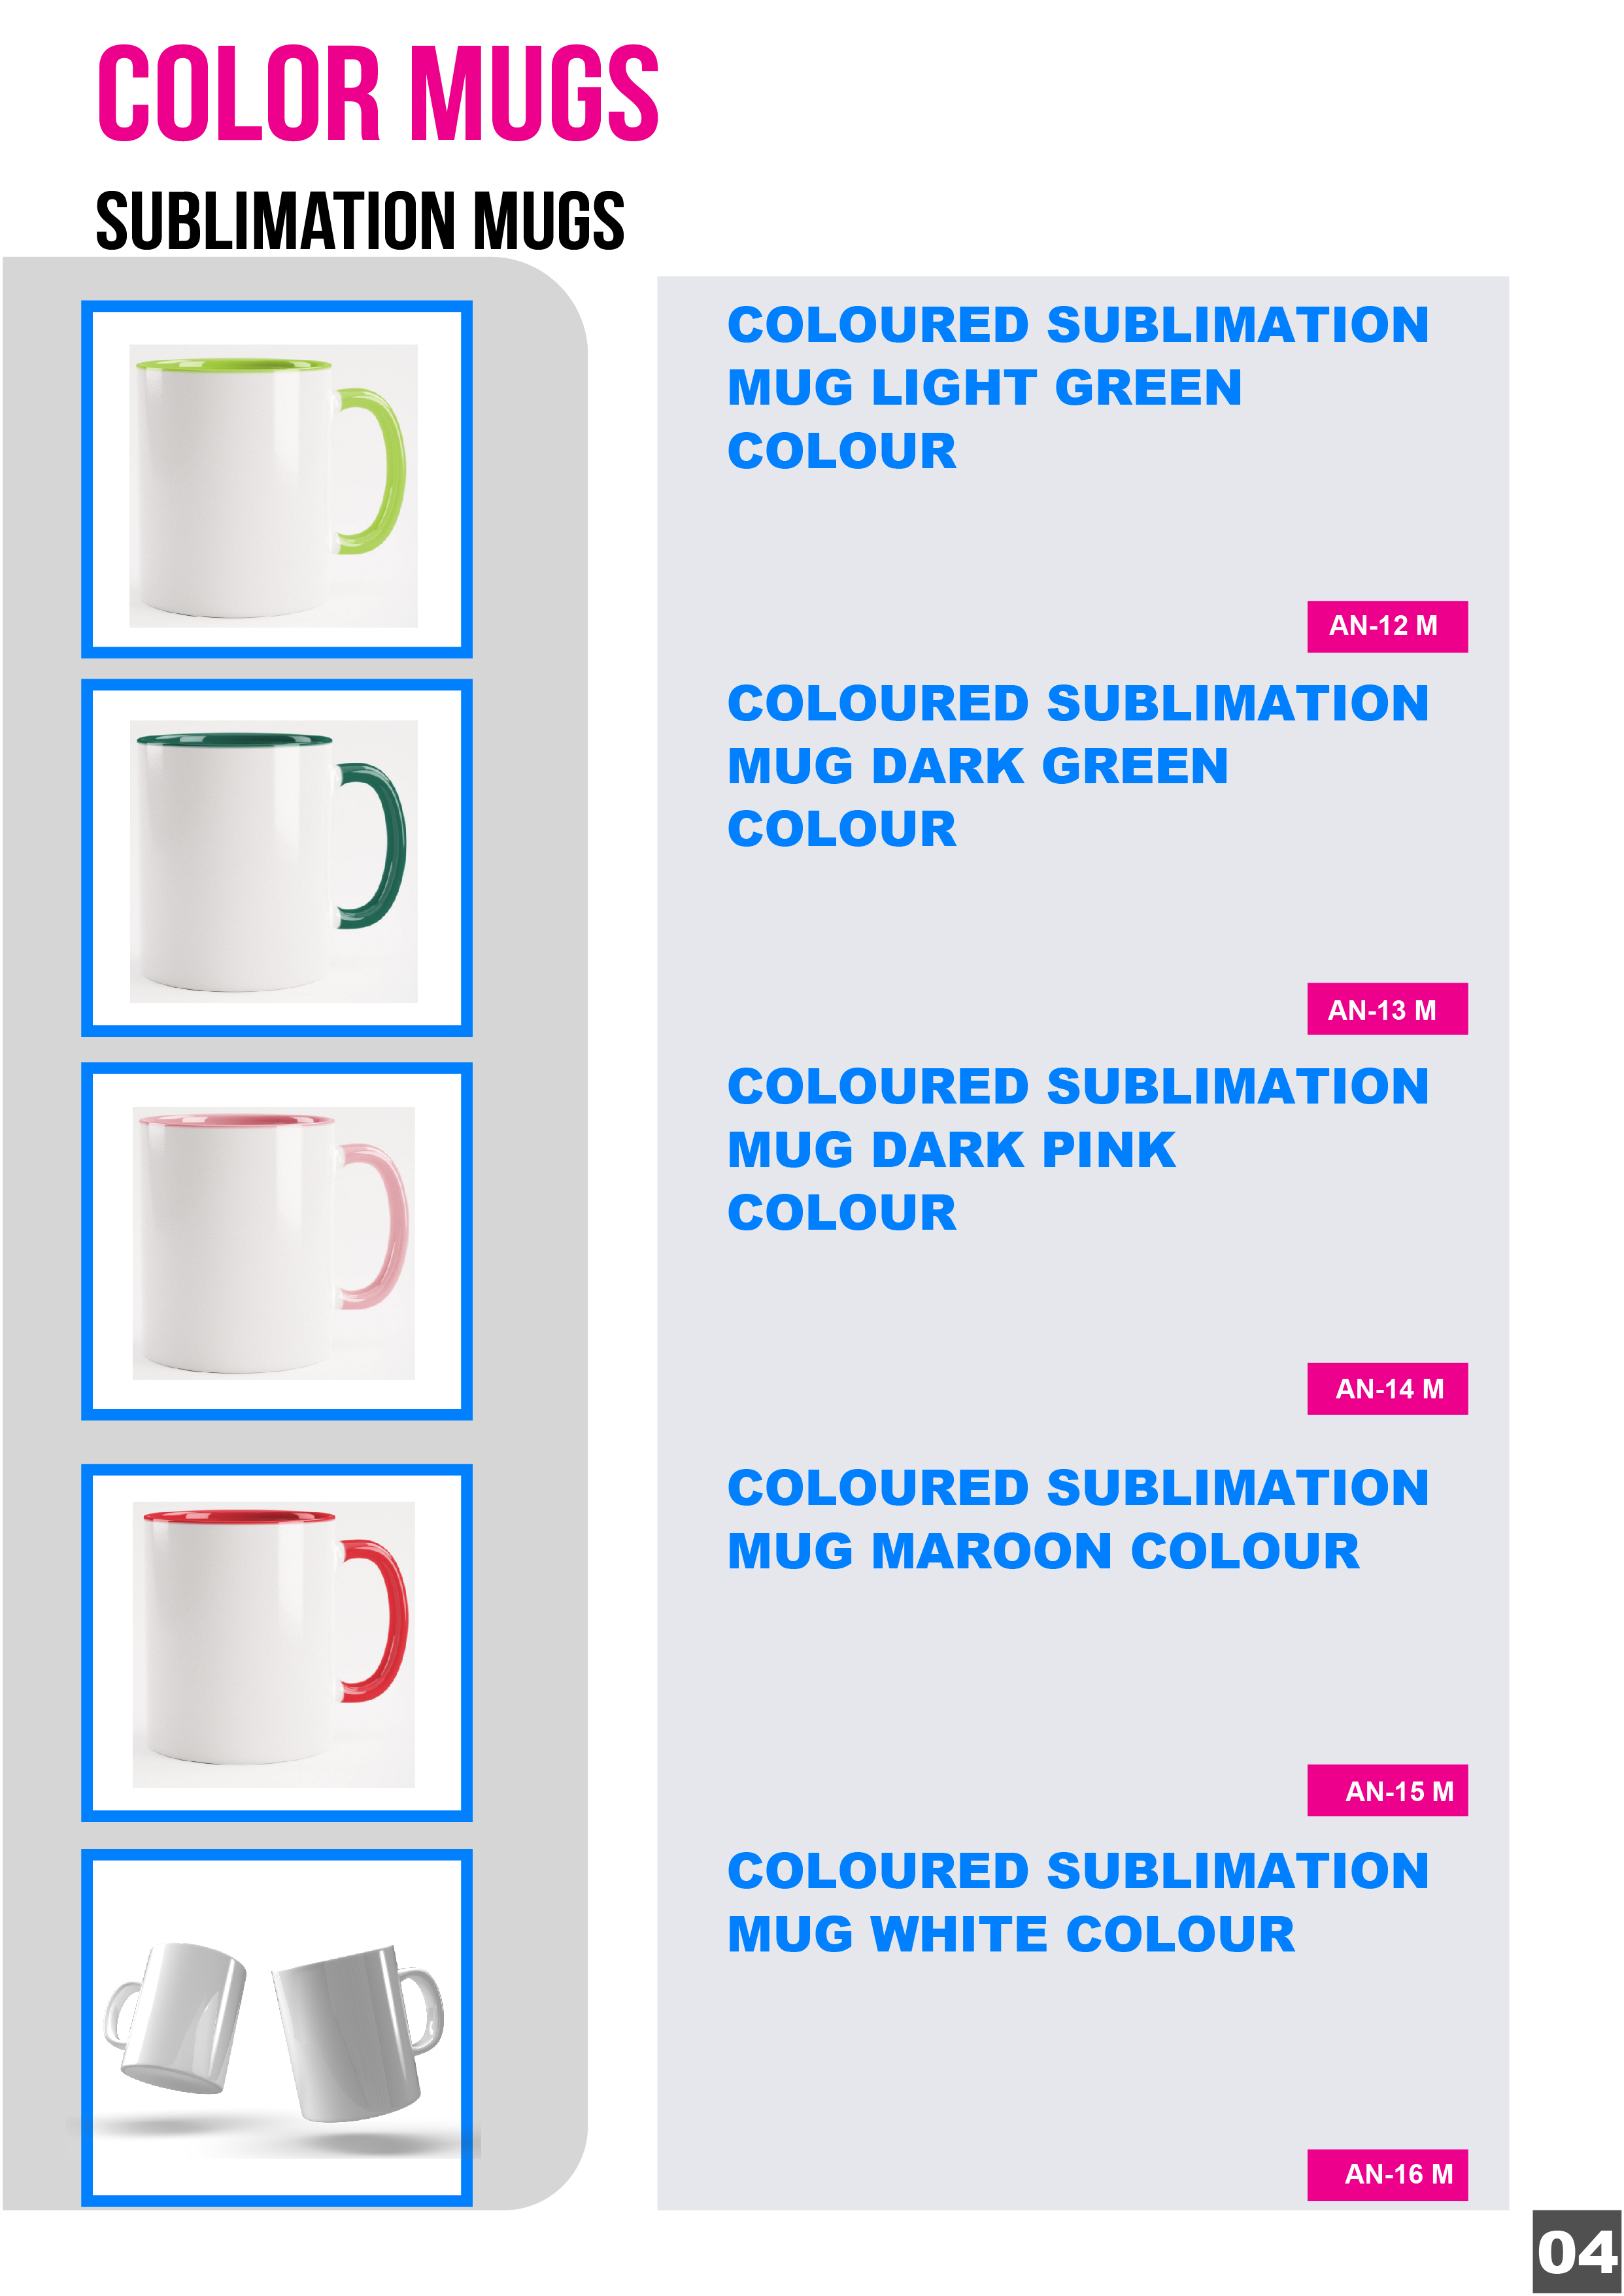 COLOR MUGS
SUBLIMATION MUGS
COLOURED SUBLIMATION
MUG LIGHT GREEN
COLOUR
AN-12 M
COLOURED SUBLIMATION
MUG DARK GREEN
COLOUR
AN-13 M
COLOURED SUBLIMATION
MUG DARK PINK
COLOUR
AN-14 M
COLOURED SUBLIMATION
MUG MAROON COLOUR
AN-15 M
COLOURED SUBLIMATION
MUG WHITE COLOUR
AN-16 M
04